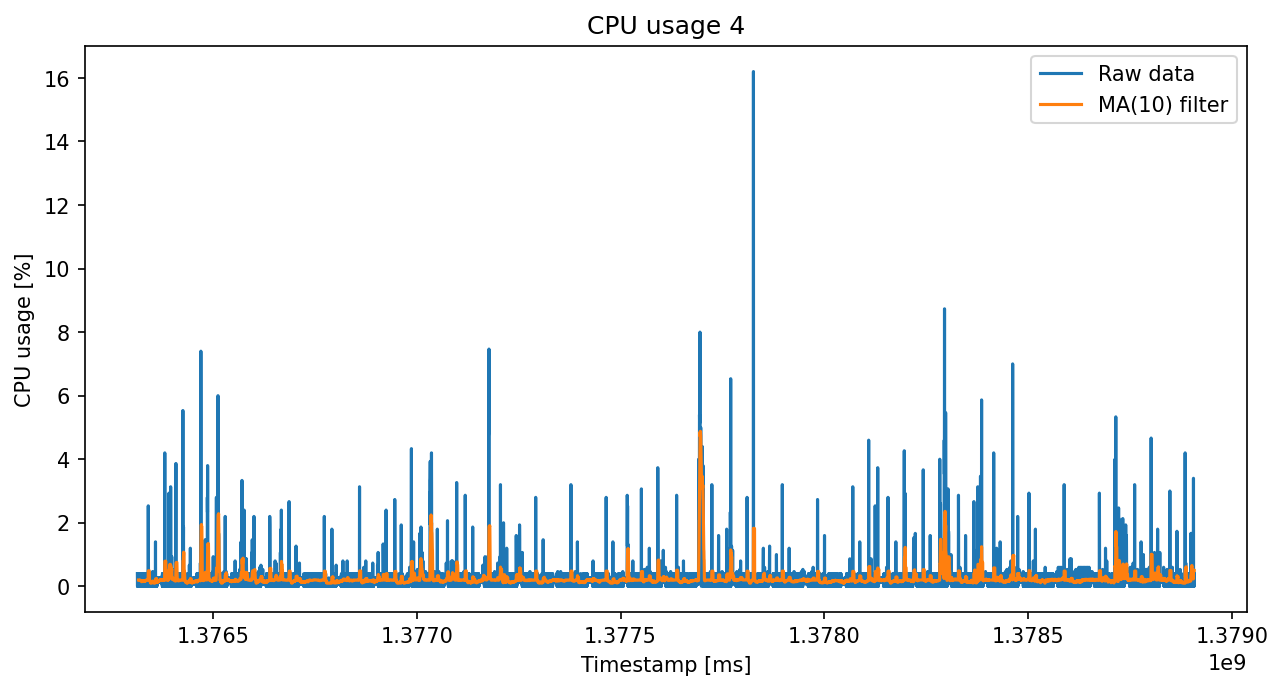 CPU usage 4
CPU usage [%]
16
14
12
10
8
6
4
2
0
Raw data
MA(10) filter
1.3765
1.3770
1.3775
1.3780
1.3785
1.3790
1e9
Timestamp [ms]